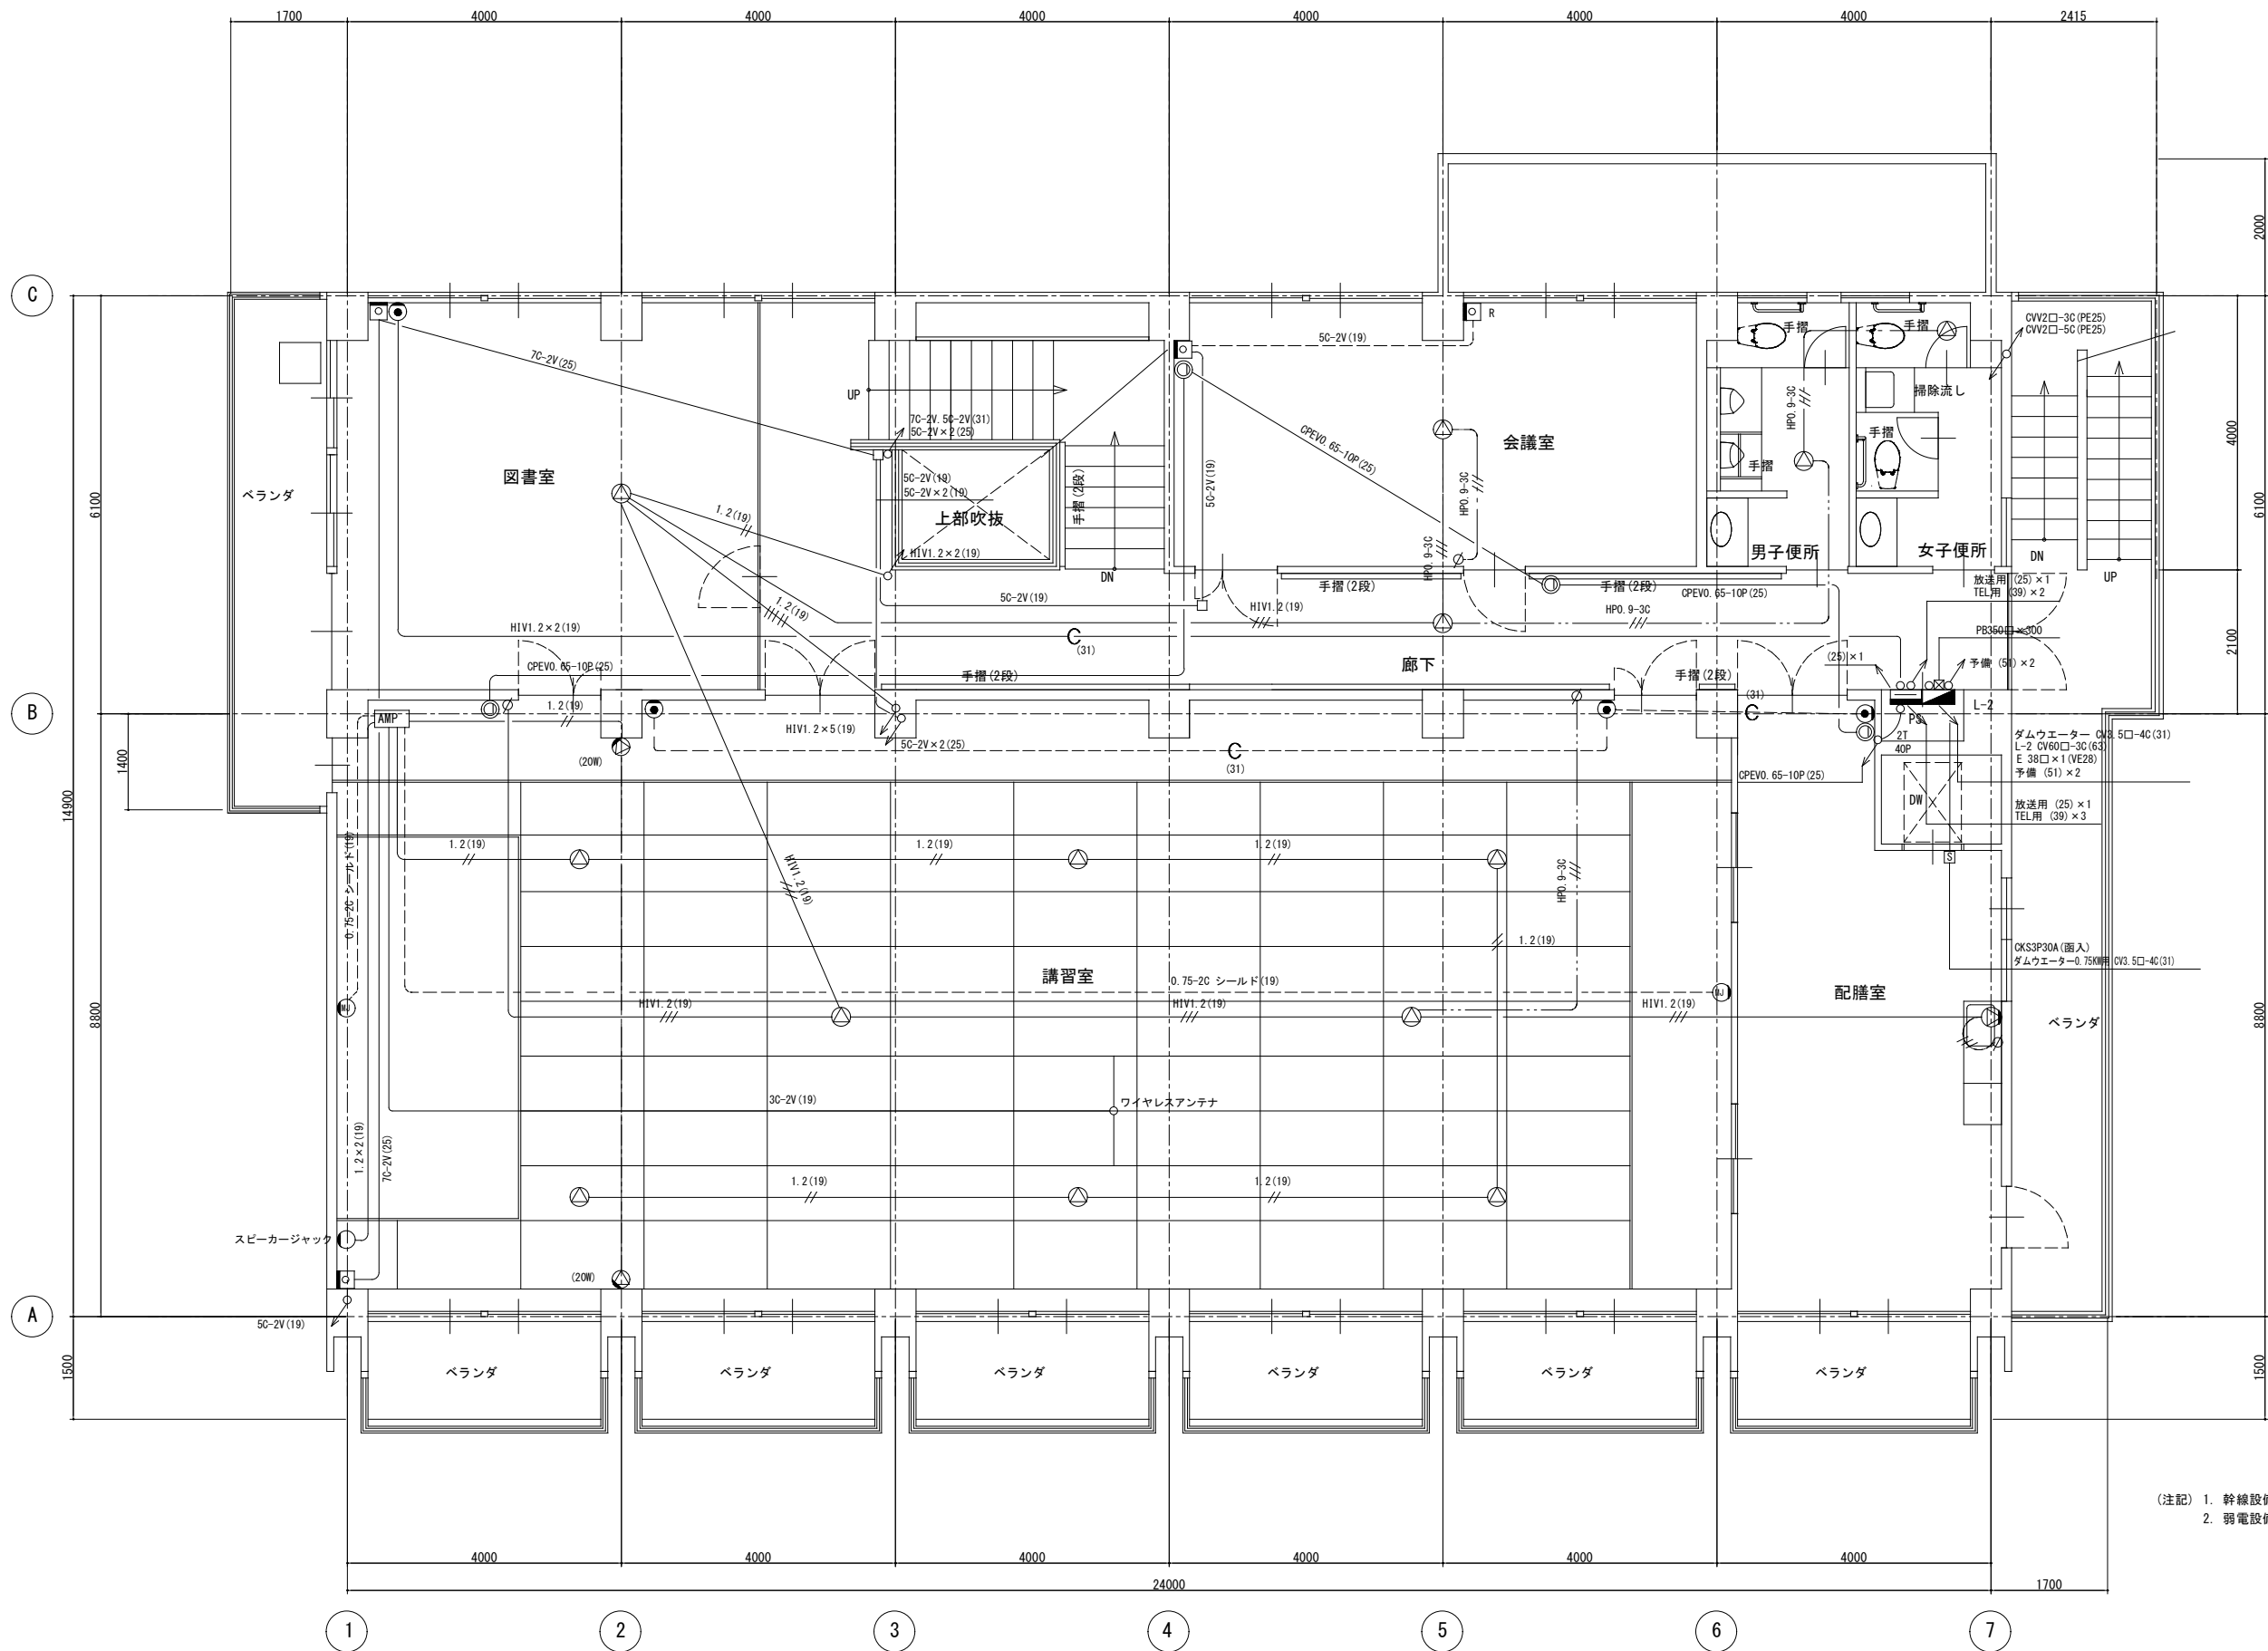 1700
4000
4000
4000
4000
4000
4000
2415
2000
C
CVV2□-3C(PE25)
CVV2□-5C(PE25)
手摺
手摺
R
5C-2V(19)
7C-2V(25)
UP
掃除流し
HP0.9-3C
7C-2V.5C-2V(31)
5C-2V×2(25)
手摺
会議室
CPEV0.65-10P(25)
4000
図書室
手摺
5C-2V(19)
5C-2V×2(19)
手摺(2段)
5C-2V(19)
HP0.9-3C
ベランダ
6100
6100
上部吹抜
1.2(19)
HIV1.2×2(19)
HP0.9-3C
男子便所
女子便所
DN
DN
UP
手摺(2段)
手摺(2段)
放送用 (25)×1
TEL用 (39)×2
CPEV0.65-10P(25)
5C-2V(19)
1.2(19)
HIV1.2(19)
HP0.9-3C
HIV1.2×2(19)
C
(31)
PB350□×300
2100
廊下
(25)×1
予備 (51)×2
CPEV0.65-10P(25)
手摺(2段)
手摺(2段)
(31)
C
L-2
B
AMP
1.2(19)
PS
HIV1.2×5(19)
5C-2V×2(25)
2T
40P
ダムウエーター CV3.5□-4C(31)
L-2 CV60□-3C(63)
E 38□×1(VE28)
予備 (51)×2
(20W)
C
(31)
CPEV0.65-10P(25)
1400
14900
DW
放送用 (25)×1
TEL用 (39)×3
0.75-2C シールド(19)
1.2(19)
1.2(19)
1.2(19)
S
HIV1.2(19)
HP0.9-3C
1.2(19)
CKS3P30A(函入)
ダムウエーター0.75KW用 CV3.5□-4C(31)
講習室
0.75-2C シールド(19)
配膳室
MJ
MJ
HIV1.2(19)
HIV1.2(19)
HIV1.2(19)
8800
8800
ベランダ
3C-2V(19)
ワイヤレスアンテナ
1.2×2(19)
7C-2V(25)
1.2(19)
1.2(19)
スピーカージャック
(20W)
A
5C-2V(19)
1500
1500
ベランダ
ベランダ
ベランダ
ベランダ
ベランダ
ベランダ
(注記) 1. 幹線設
2. 弱電設
4000
4000
4000
4000
4000
4000
24000
1700
1
2
3
4
5
6
7